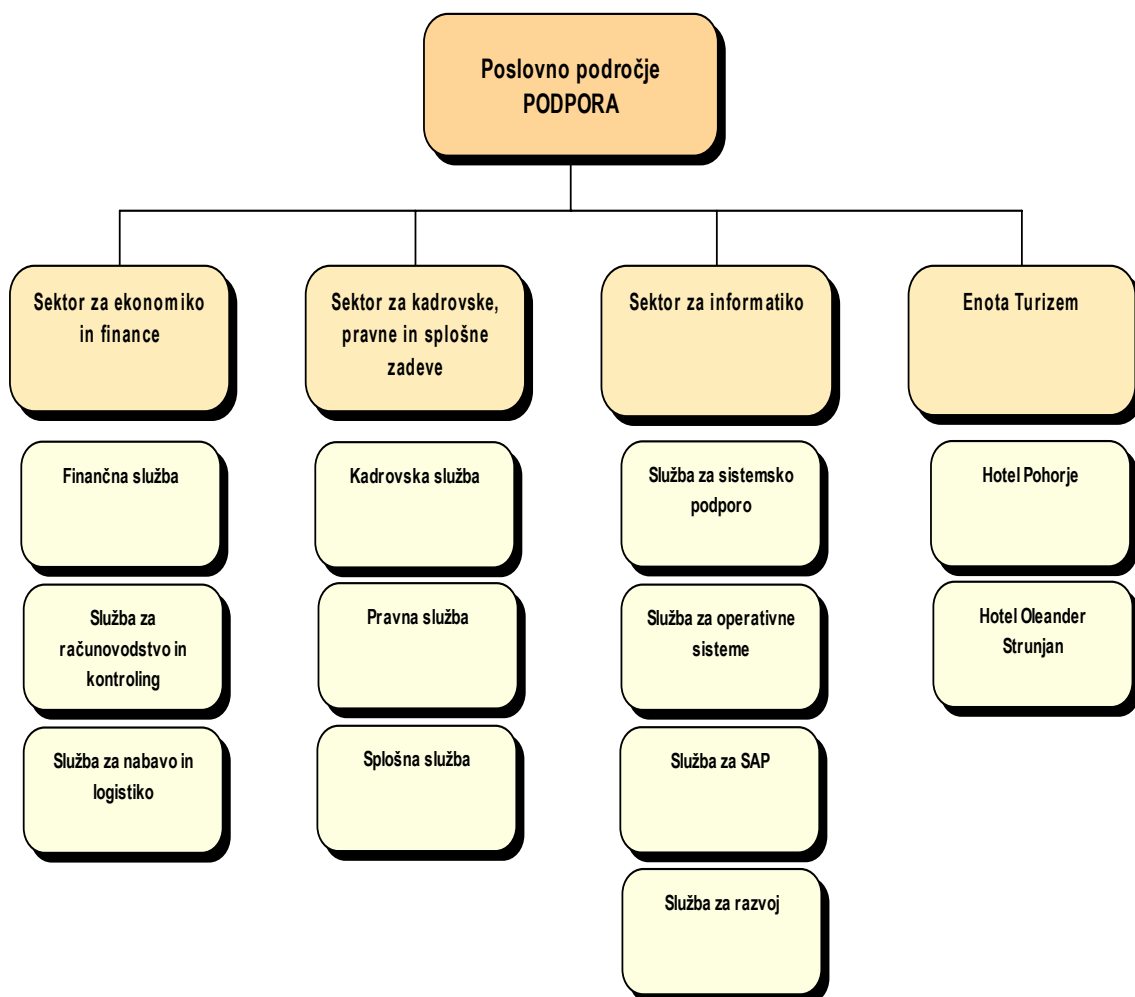 Poslovno področje
PODPORA
Sektor za ekonomiko
in finance
Sektor za kadrovske,
pravne in splošne
zadeve
Sektor za informatiko
Enota Turizem
Finančna služba
Služba za
računovodstvo in
kontroling
Služba za nabavo in
logistiko
Kadrovska služba
Pravna služba
Splošna služba
Služba za sistemsko
podporo
Služba za operativne
sisteme
Služba za SAP
Služba za razvoj
Hotel Pohorje
Hotel Oleander
Strunjan